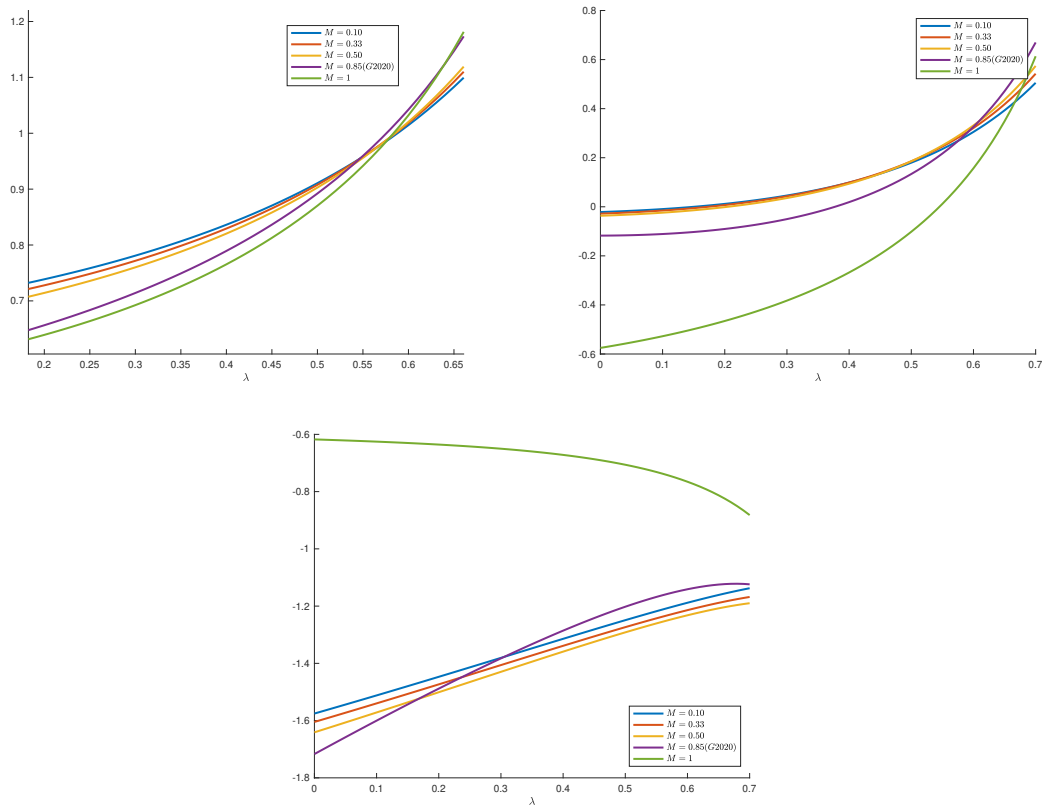 1.2
1.1
1
0.9
0.8
0.7
0.2 0.25 0.3 0.35 0.4 0.45 0.5 0.55 0.6 0.65
λ
M = 0.10
M = 0.33
M = 0.50
M = 0.85(G2020)
M = 1
0.8
0.6
0.4
0.2
0
-0.2
-0.4
-0.6
0 0.1 0.2 0.3 0.4 0.5 0.6 0.7
λ
M = 0.10
M = 0.33
M = 0.50
M = 0.85(G2020)
M = 1
-0.6
-0.8
-1
-1.2
-1.4
-1.6
-1.8
0 0.1 0.2 0.3 0.4 0.5 0.6 0.7
λ
M = 0.10
M = 0.33
M = 0.50
M = 0.85(G2020)
M = 1